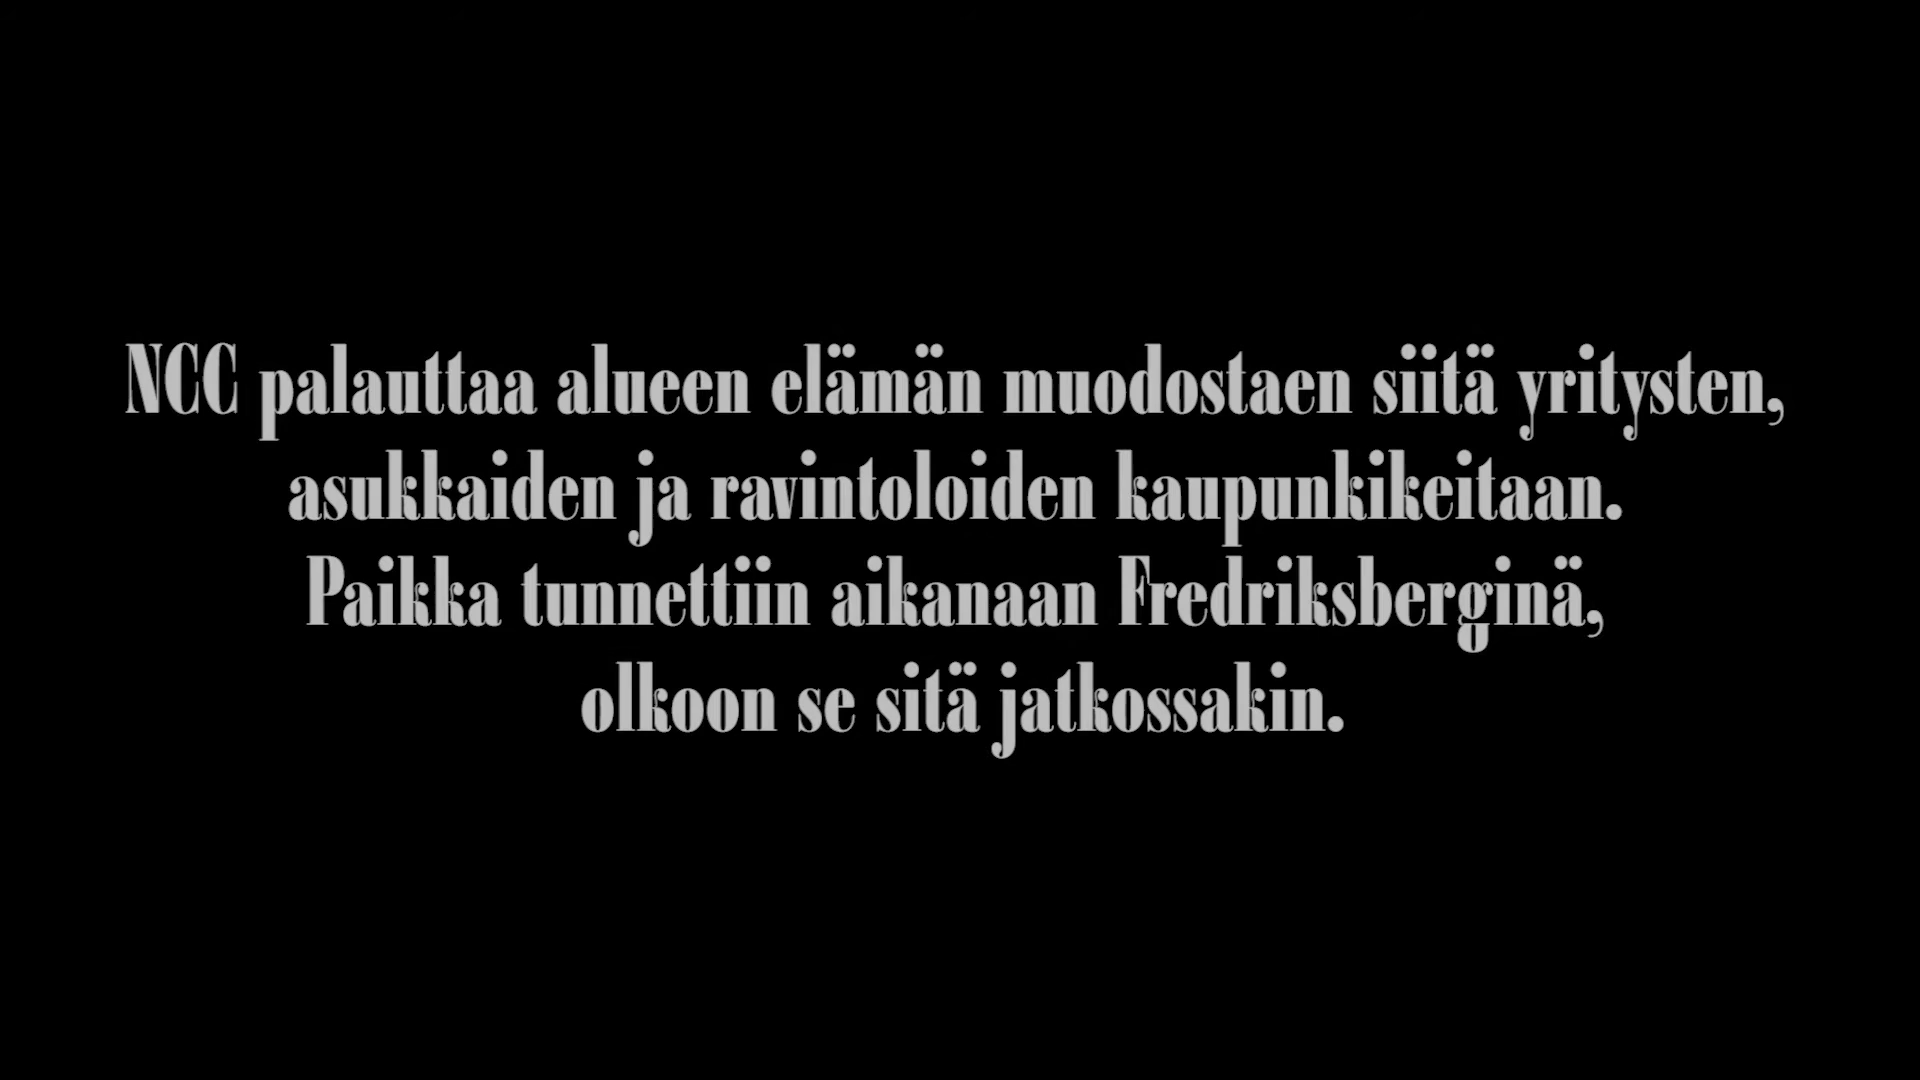 NCC palauttaa alueen elämän muodostaen siitä yritysten,
asukkaiden ja ravintoloiden kaupunkikeitaan.
Paikka tunnettiin aikanaan Fredriksberginä,
olkoon se sitä jatkossakin.